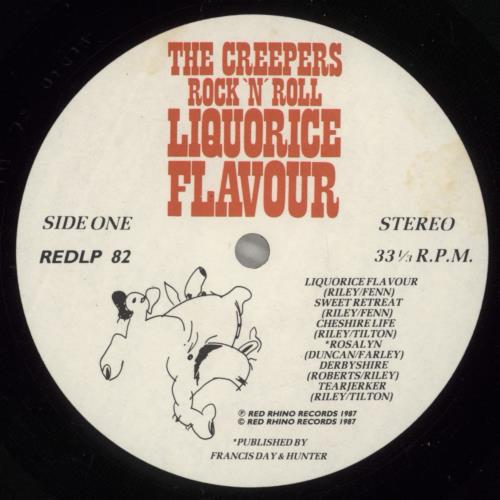 THE CREEPERS
ROCK 'N' ROLL
LIQUORICE
FLAVOUR
SIDE ONE
STEREO
REDLP 82
33 1/3 R.P.M.
LIQUORICE FLAVOUR
(RILEY/FENN)
SWEET RETREAT
(RILEY/FENN)
CHESHIRE LIFE
(RILEY/TILTON)
*ROSALYN
(DUNCAN/FARLEY)
DERBYSHIRE
(ROBERTS/RILEY)
TEARJERKER
(RILEY/TILTON)
℗ RED RHINO RECORDS 1987
© RED RHINO RECORDS 1987
*PUBLISHED BY
FRANCIS DAY & HUNTER